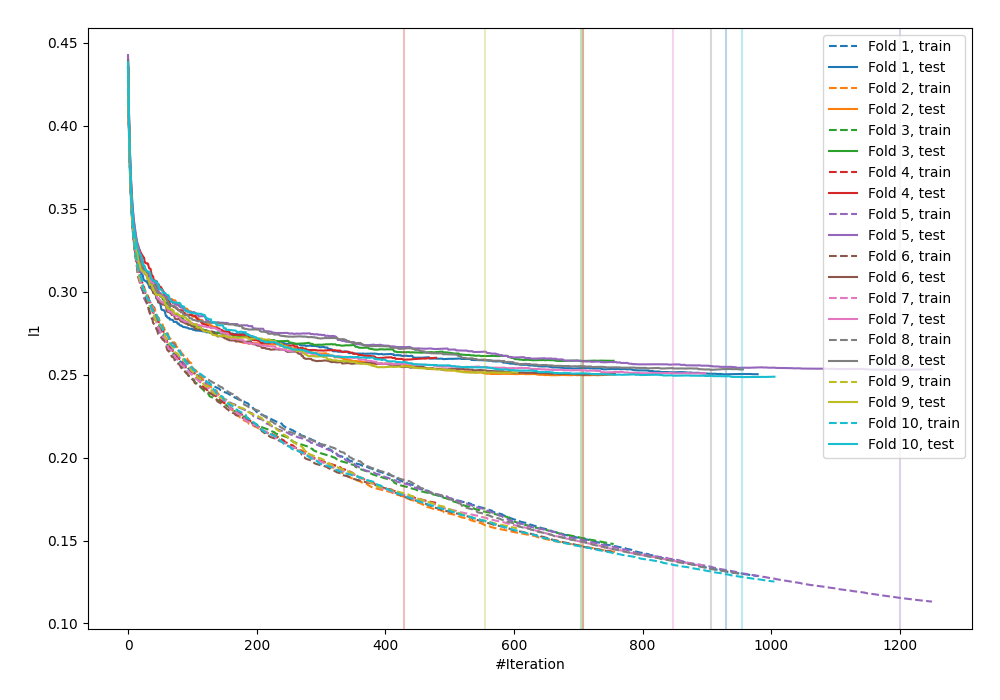 0.45
0.40
0.35
0.30
0.25
0.20
0.15
0.10
l1
0 200 400 600 800 1000 1200
#Iteration
Fold 1, train
Fold 1, test
Fold 2, train
Fold 2, test
Fold 3, train
Fold 3, test
Fold 4, train
Fold 4, test
Fold 5, train
Fold 5, test
Fold 6, train
Fold 6, test
Fold 7, train
Fold 7, test
Fold 8, train
Fold 8, test
Fold 9, train
Fold 9, test
Fold 10, train
Fold 10, test